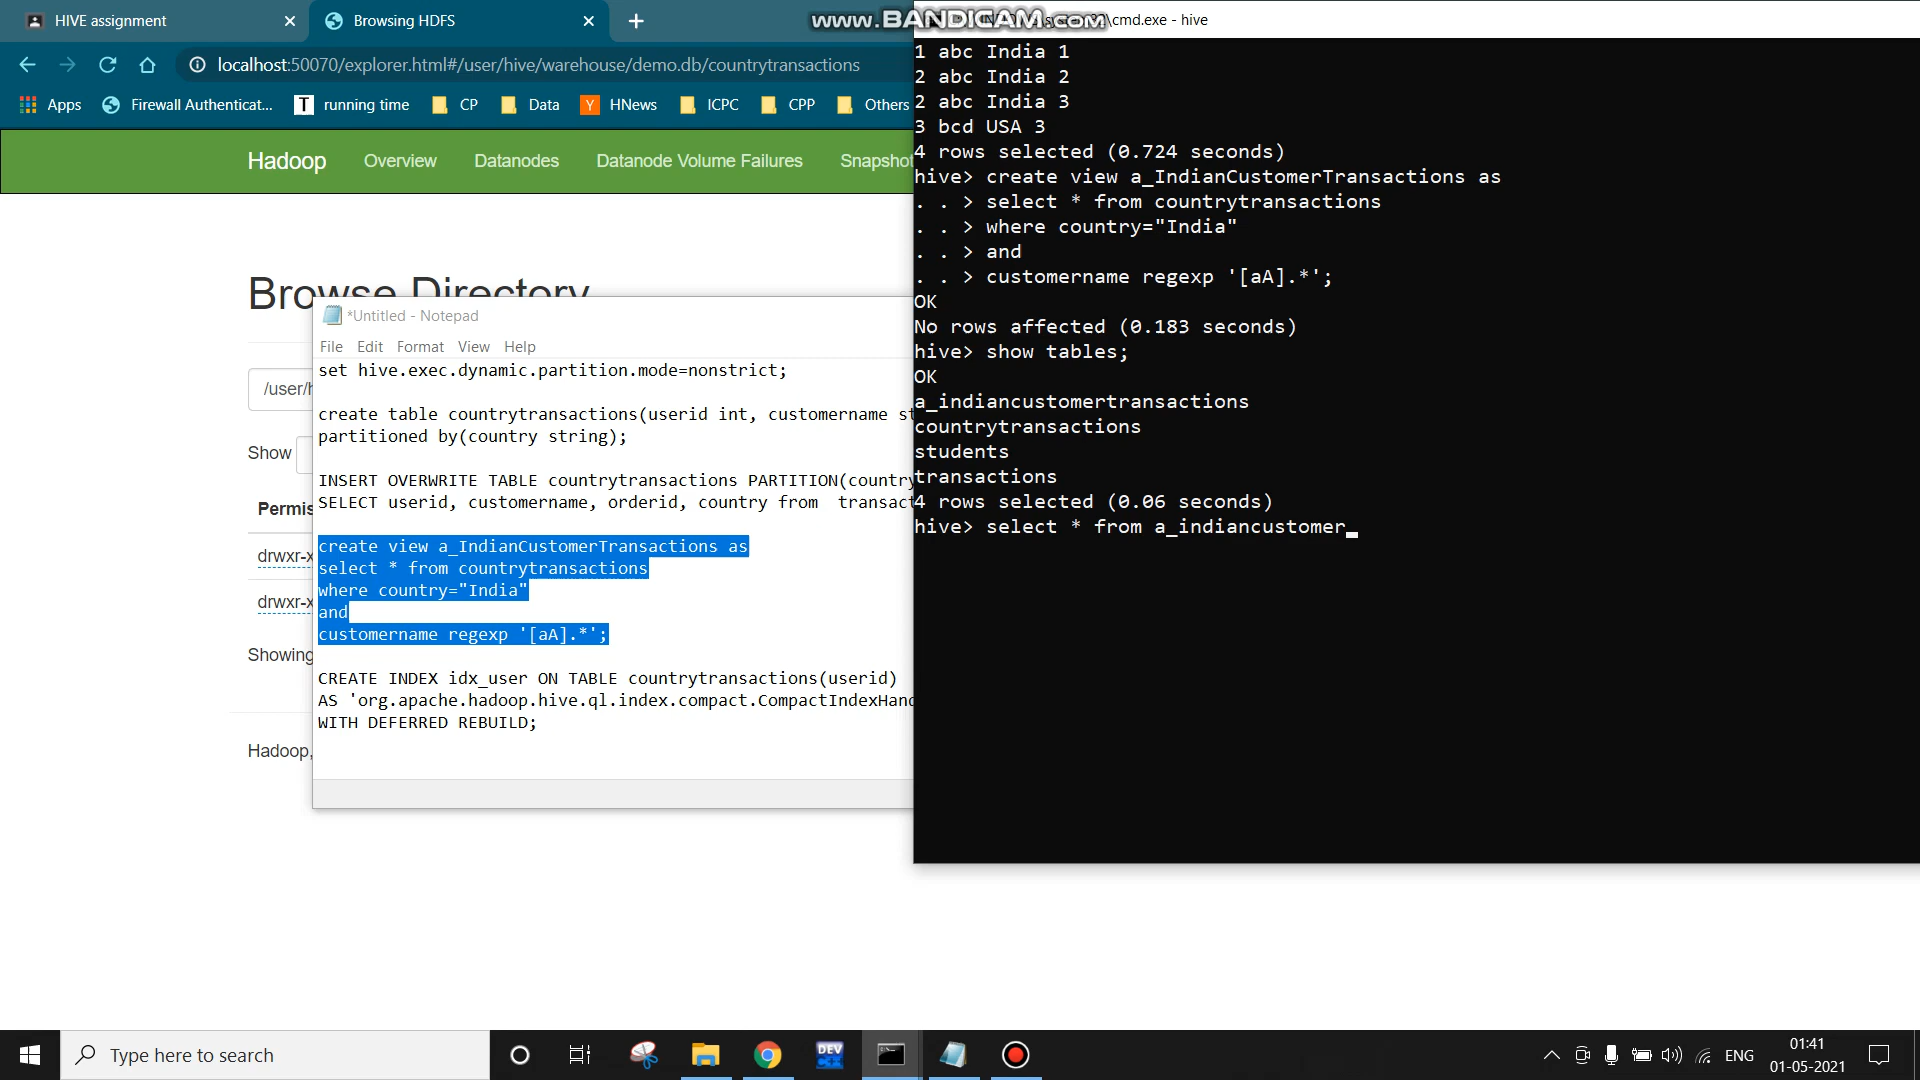 HIVE assignment
Browsing HDFS
www.BANDICAM.com
\cmd.exe - hive
localhost:50070/explorer.html#/user/hive/warehouse/demo.db/countrytransactions
Apps
Firewall Authenticat...
T
running time
CP
Data
Y
HNews
ICPC
CPP
Others
Hadoop
Overview
Datanodes
Datanode Volume Failures
Snapshot
Browse Directory
/user/h
Show
Permis
drwxr-x
drwxr-x
Showing
Hadoop,
*Untitled - Notepad
File Edit Format View Help
set hive.exec.dynamic.partition.mode=nonstrict;
create table countrytransactions(userid int, customername st
partitioned by(country string);
INSERT OVERWRITE TABLE countrytransactions PARTITION(country
SELECT userid, customername, orderid, country from  transact
create view a_IndianCustomerTransactions as
select * from countrytransactions
where country="India"
and
customername regexp '[aA].*';
CREATE INDEX idx_user ON TABLE countrytransactions(userid)
AS 'org.apache.hadoop.hive.ql.index.compact.CompactIndexHand
WITH DEFERRED REBUILD;
1 abc India 1
2 abc India 2
2 abc India 3
3 bcd USA 3
4 rows selected (0.724 seconds)
hive> create view a_IndianCustomerTransactions as
. . > select * from countrytransactions
. . > where country="India"
. . > and
. . > customername regexp '[aA].*';
OK
No rows affected (0.183 seconds)
hive> show tables;
OK
a_indiancustomertransactions
countrytransactions
students
transactions
4 rows selected (0.06 seconds)
hive> select * from a_indiancustomer_
Type here to search
DEV
ENG
01:41
01-05-2021